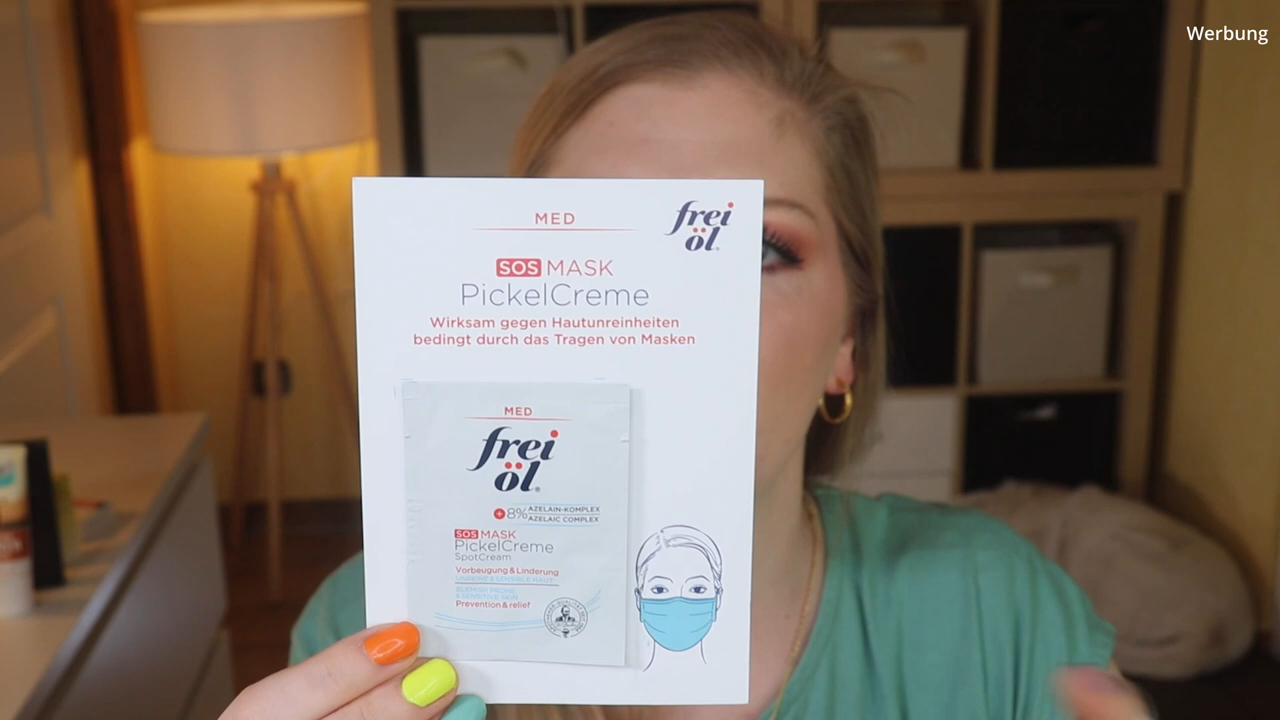 Werbung
MED
frei
öl
SOS MASK
PickelCreme
Wirksam gegen Hautunreinheiten
bedingt durch das Tragen von Masken
MED
frei
öl
+8% AZELAIN-KOMPLEX
AZELAIC COMPLEX
SOS MASK
PickelCreme
SpotCream
Vorbeugung & Linderung
UNREINE & SENSIBLE HAUT
BLEMISH PRONE
& SENSITIVE SKIN
Prevention & relief